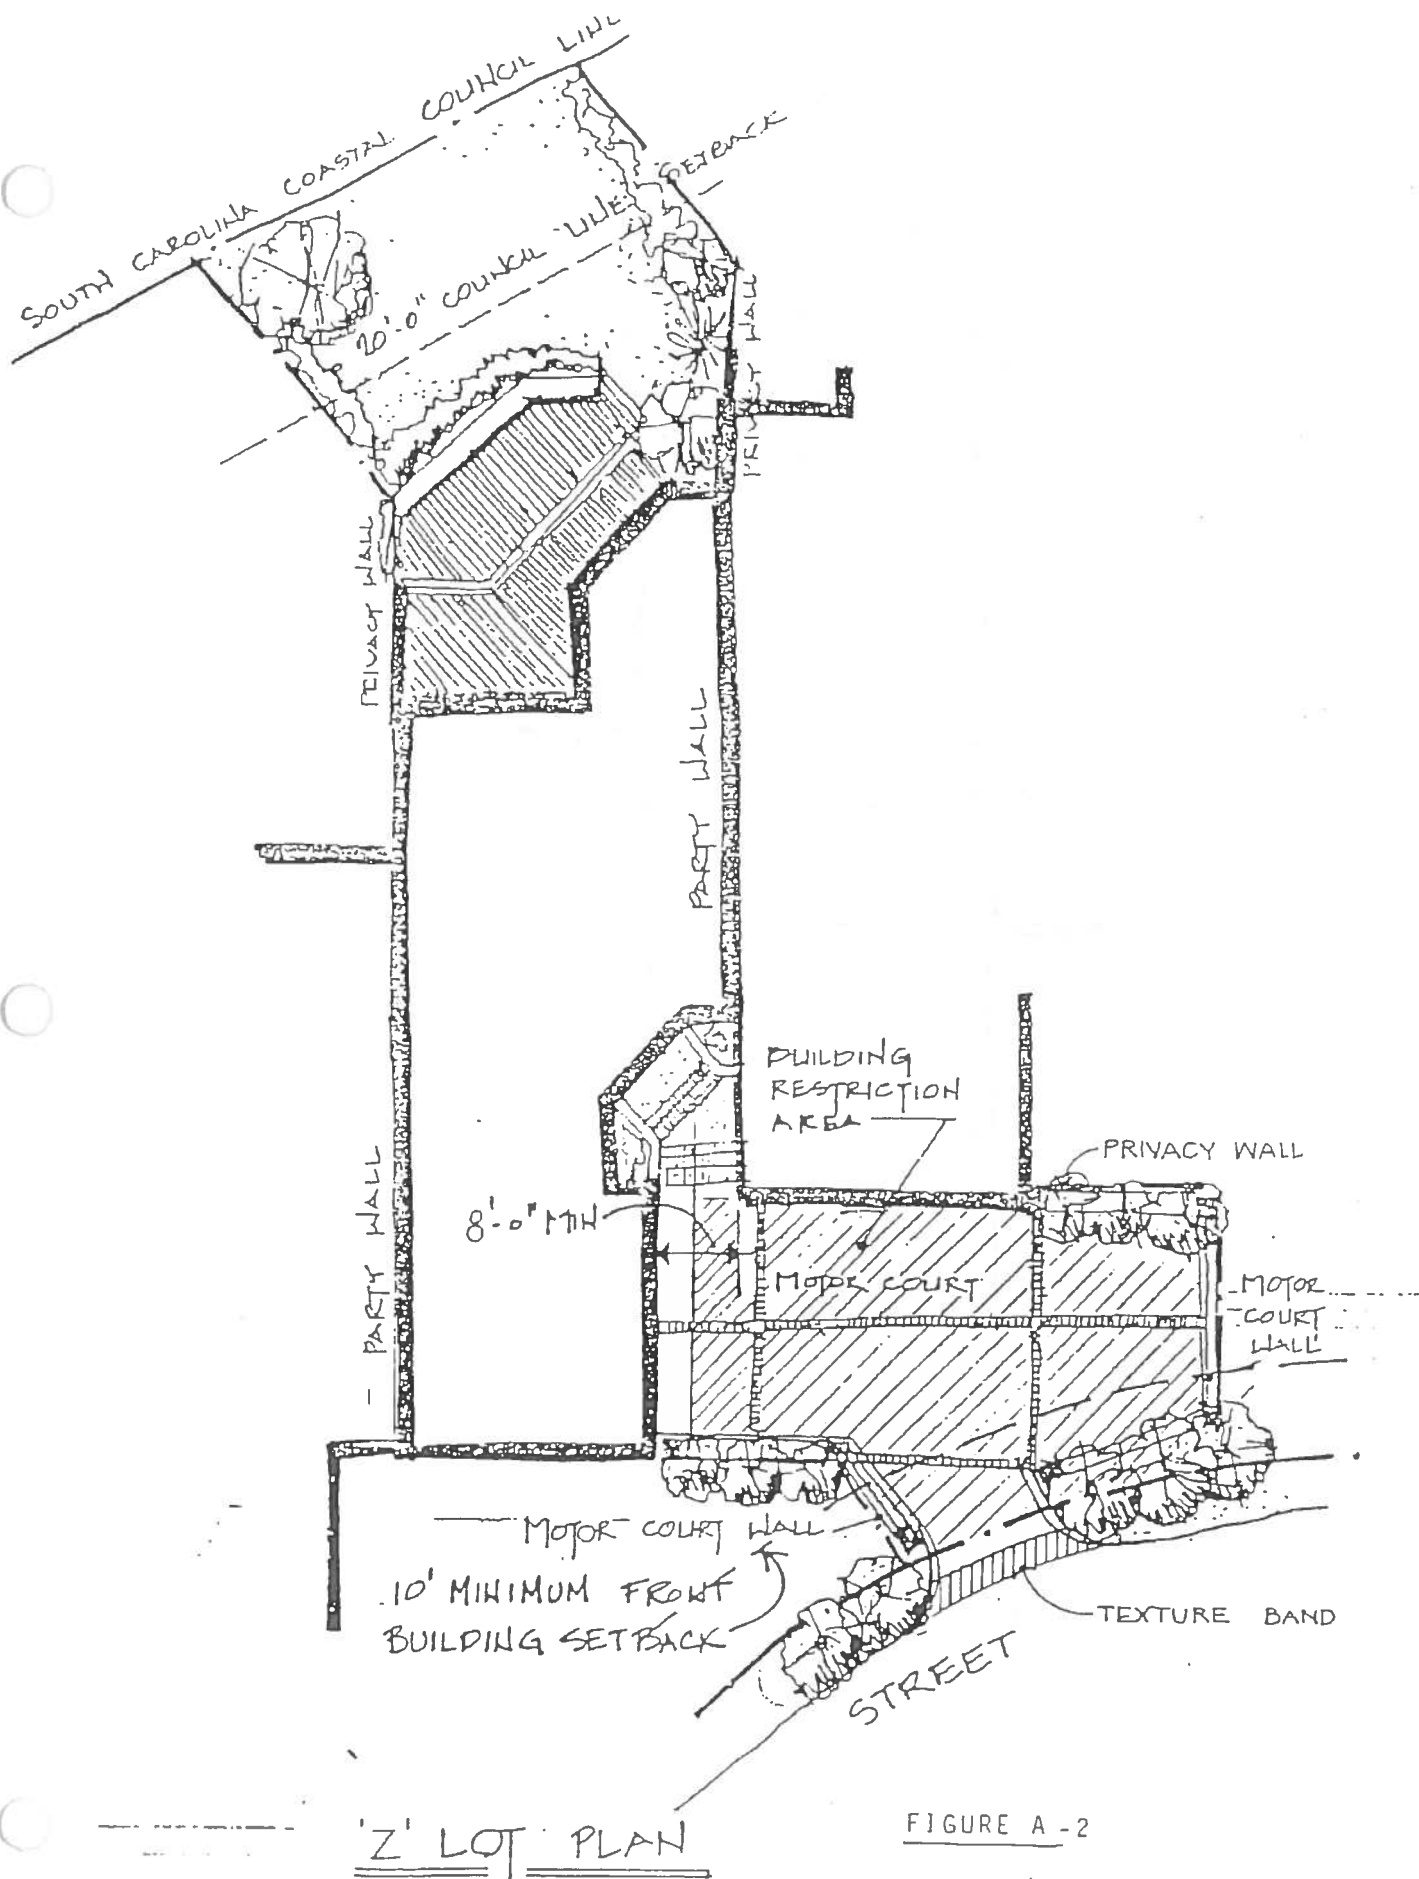 SOUTH CAROLINA COASTAL COUNCIL LINE
20'-0" COUNCIL LINE SETBACK
PRIVACY WALL
PRIVACY WALL
PARTY WALL
BUILDING
RESTRICTION
AREA
PRIVACY WALL
PARTY WALL
8'-0" MIN
MOTOR COURT
MOTOR
COURT
WALL
MOTOR COURT WALL
10' MINIMUM FRONT
BUILDING SETBACK
TEXTURE BAND
STREET
'Z' LOT PLAN
FIGURE A-2